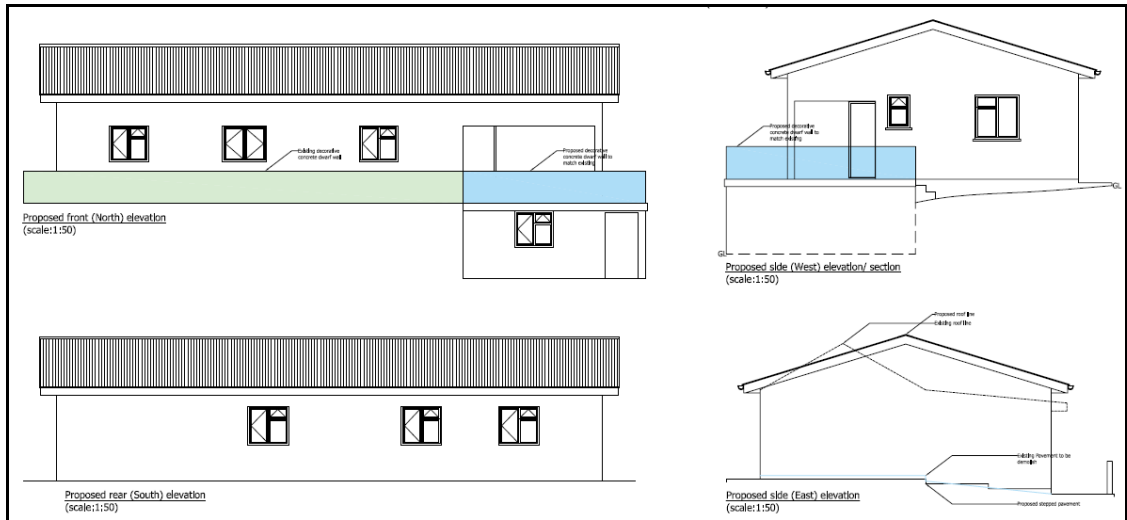 Existing decorative
concrete dwarf wall
Proposed decorative
concrete dwarf wall to
match existing
Proposed front (North) elevation
(scale:1:50)
Proposed decorative
concrete dwarf wall to
match existing
GL
GL
Proposed side (West) elevation/ section
(scale:1:50)
Proposed rear (South) elevation
(scale:1:50)
Proposed roof line
Existing roof line
Existing Pavement to be
demolish
Proposed stepped pavement
Proposed side (East) elevation
(scale:1:50)